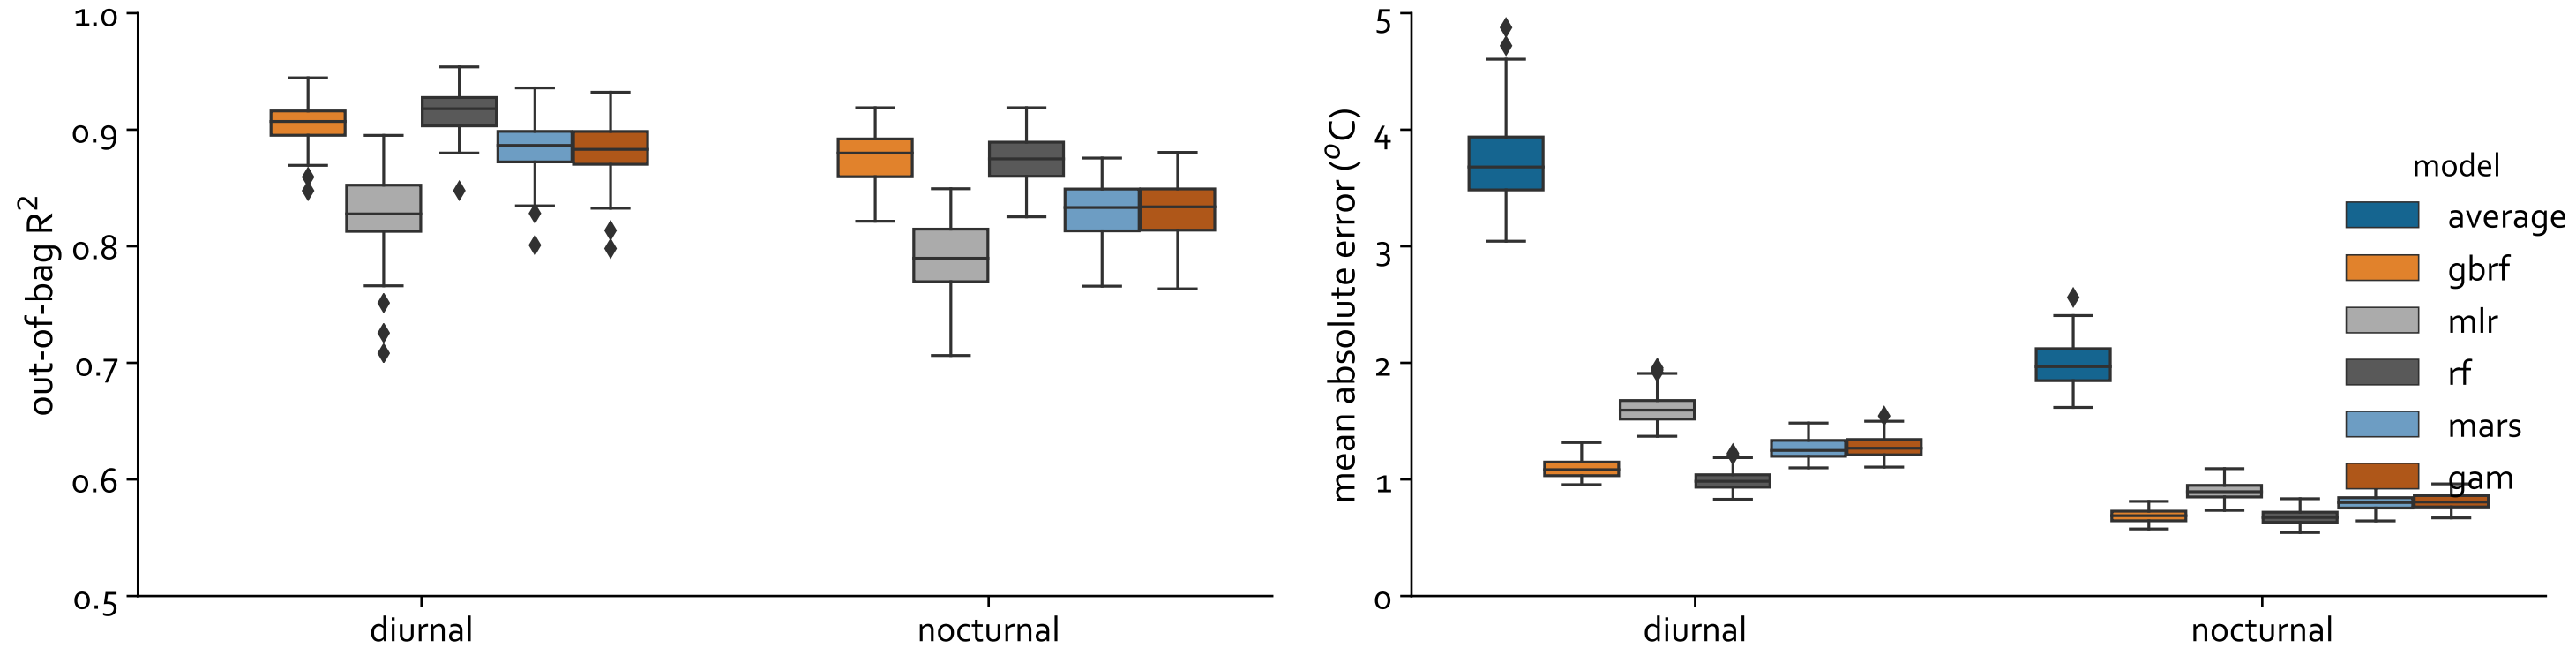 out-of-bag R²
1.0
0.9
0.8
0.7
0.6
0.5
diurnal
nocturnal
mean absolute error (°C)
5
4
3
2
1
0
diurnal
nocturnal
model
average
gbrf
mlr
rf
mars
gam